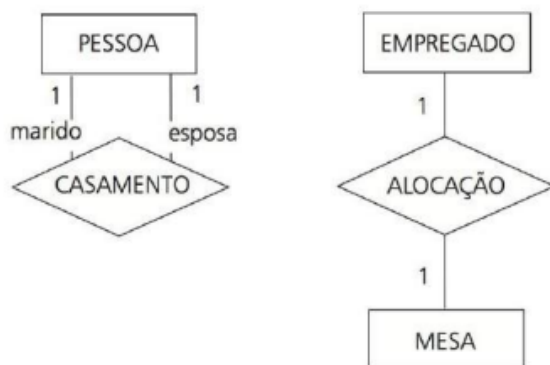 PESSOA
1
1
marido
esposa
CASAMENTO
EMPREGADO
1
ALOCAÇÃO
1
MESA